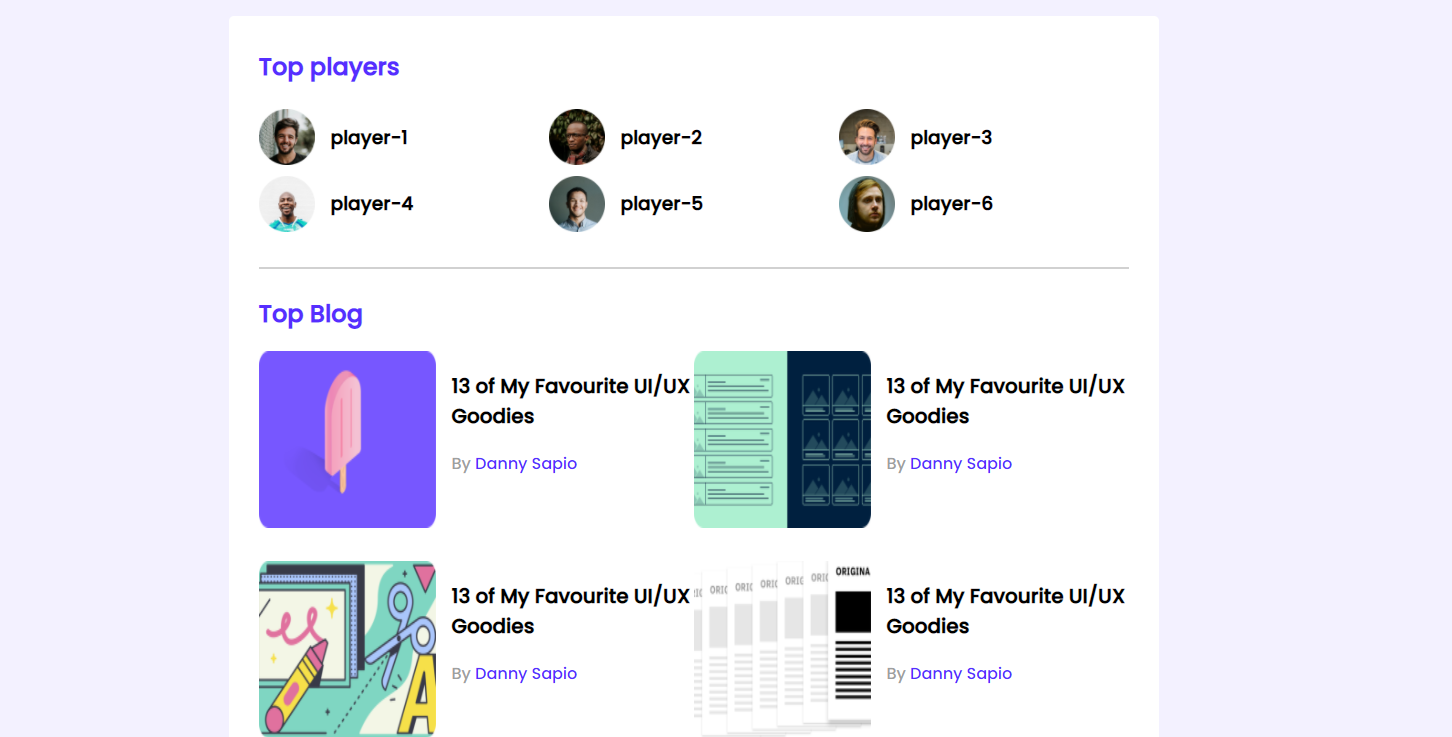 Top players
player-1
player-2
player-3
player-4
player-5
player-6
Top Blog
13 of My Favourite UI/UX
Goodies
By Danny Sapio
13 of My Favourite UI/UX
Goodies
By Danny Sapio
13 of My Favourite UI/UX
Goodies
By Danny Sapio
A
13 of My Favourite UI/UX
Goodies
By Danny Sapio
ORIGINA